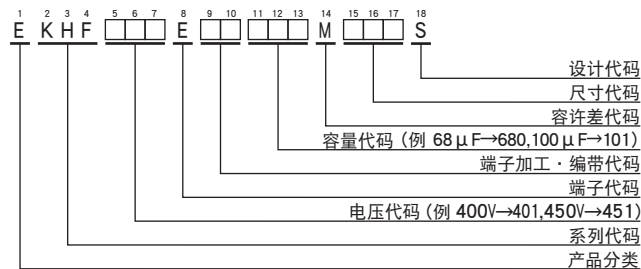 1 2 3 4 5 6 7 8 9 10 11 12 13 14 15 16 17 18
E K H F E M S
设计代码
尺寸代码
容许差代码
容量代码 (例 68μF→680,100μF→101)
端子加工・编带代码
端子代码
电压代码 (例 400V→401,450V→451)
系列代码
产品分类